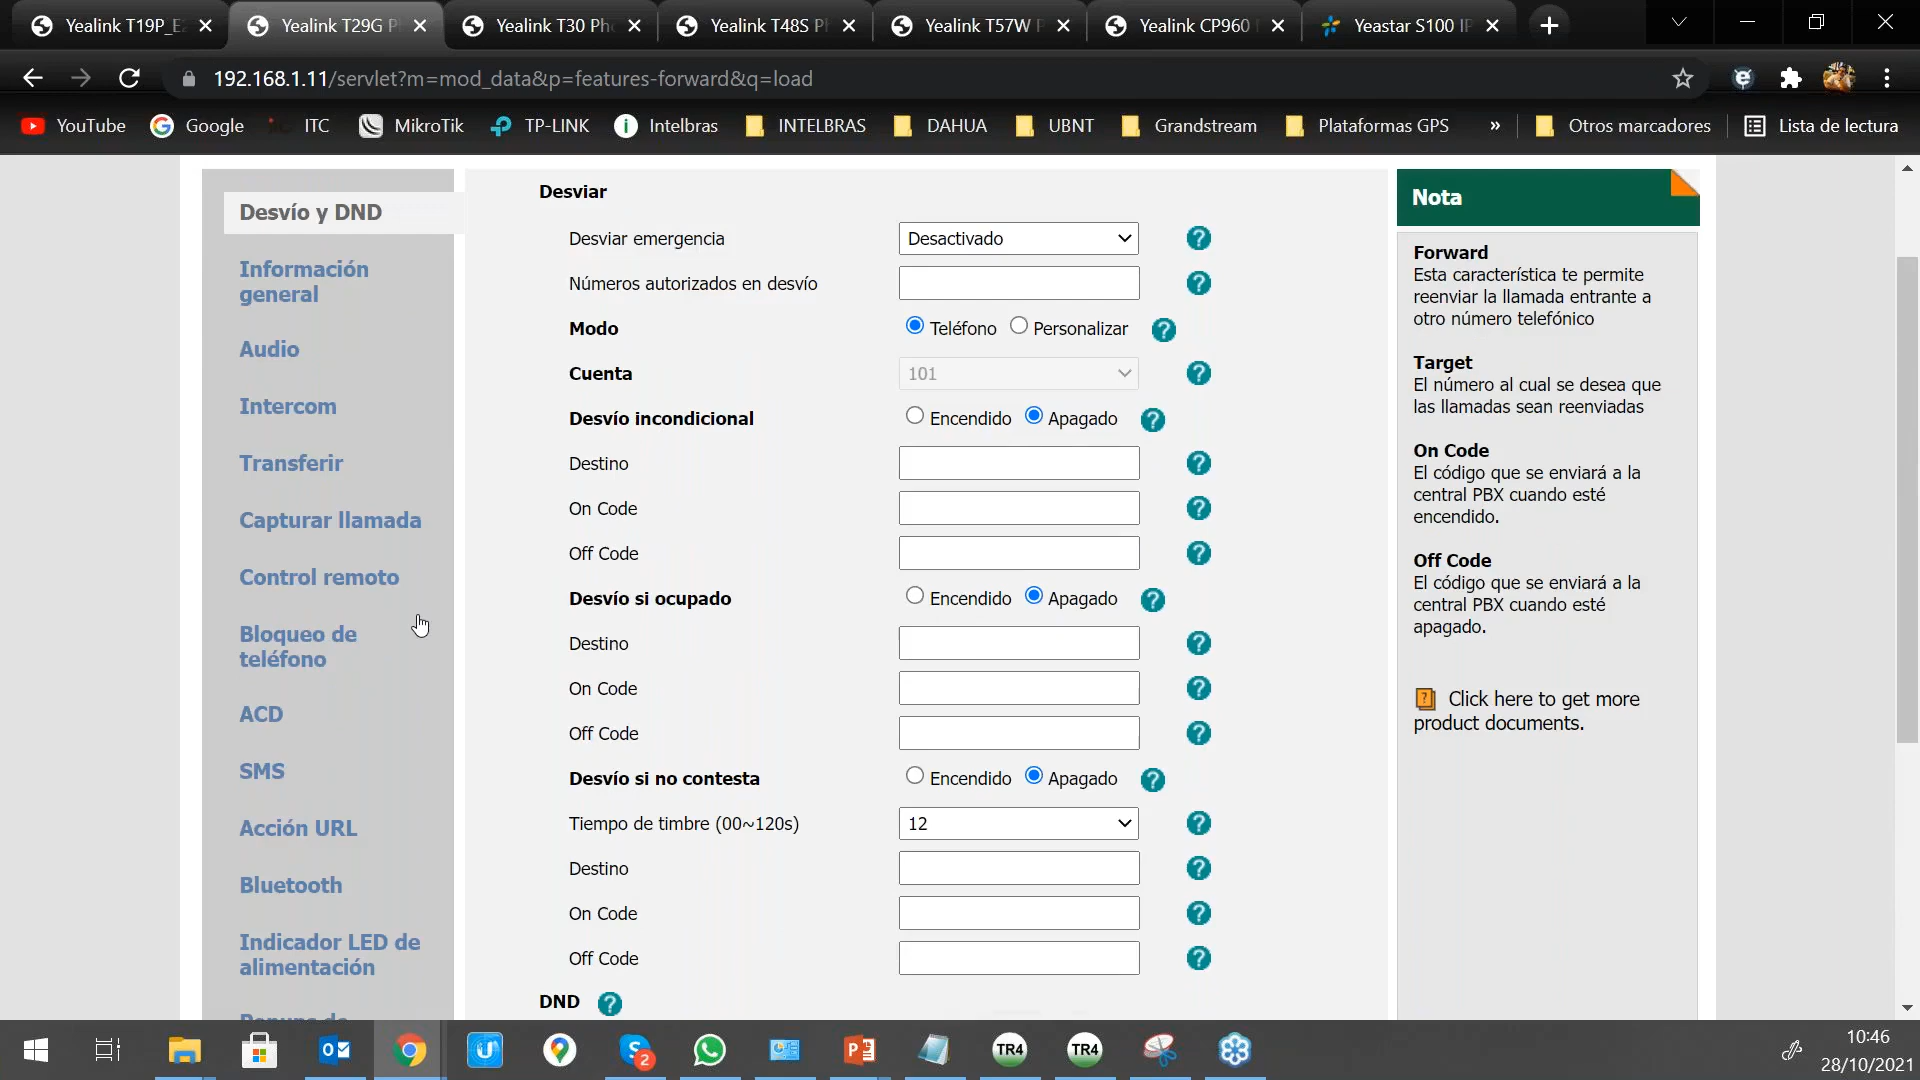 Yealink T19P_E2
Yealink T29G P
Yealink T30 Pho
Yealink T48S Ph
Yealink T57W P
Yealink CP960
Yeastar S100 IP
192.168.1.11/servlet?m=mod_data&p=features-forward&q=load
YouTube Google ITC MikroTik TP-LINK Intelbras INTELBRAS DAHUA UBNT Grandstream Plataformas GPS » Otros marcadores Lista de lectura
Desvío y DND
Información
general
Audio
Intercom
Transferir
Capturar llamada
Control remoto
Bloqueo de
teléfono
ACD
SMS
Acción URL
Bluetooth
Indicador LED de
alimentación
Desviar
Desviar emergencia Desactivado ?
Números autorizados en desvío ?
Modo Teléfono Personalizar ?
Cuenta 101 ?
Desvío incondicional Encendido Apagado ?
Destino ?
On Code ?
Off Code ?
Desvío si ocupado Encendido Apagado ?
Destino ?
On Code ?
Off Code ?
Desvío si no contesta Encendido Apagado ?
Tiempo de timbre (00~120s) 12 ?
Destino ?
On Code ?
Off Code ?
DND ?
Nota
Forward
Esta característica te permite
reenviar la llamada entrante a
otro número telefónico
Target
El número al cual se desea que
las llamadas sean reenviadas
On Code
El código que se enviará a la
central PBX cuando esté
encendido.
Off Code
El código que se enviará a la
central PBX cuando esté
apagado.
? Click here to get more
product documents.
TR4
TR4
2
10:46
28/10/2021